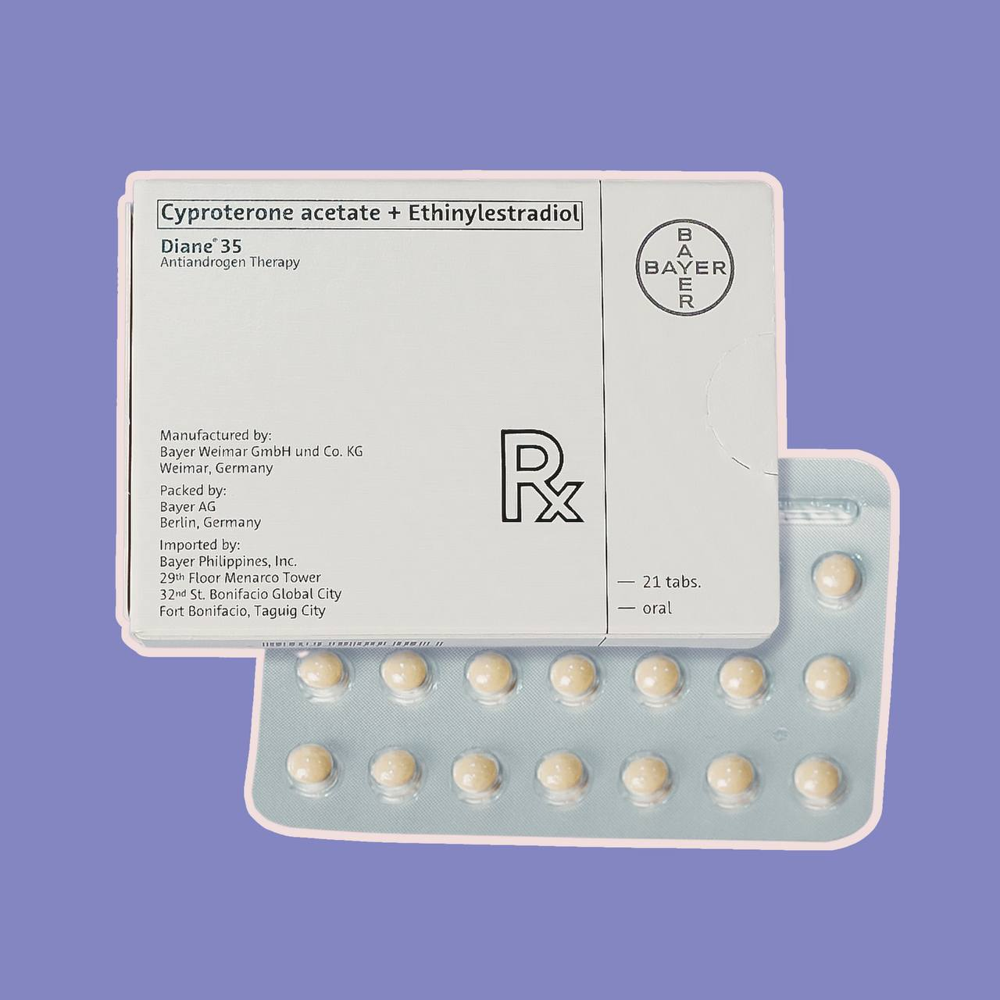 Cyproterone acetate + Ethinylestradiol
Diane® 35
Antiandrogen Therapy
Manufactured by:
Bayer Weimar GmbH und Co. KG
Weimar, Germany
Packed by:
Bayer AG
Berlin, Germany
Imported by:
Bayer Philippines, Inc.
29th Floor Menarco Tower
32nd St. Bonifacio Global City
Fort Bonifacio, Taguig City
Rx
BAYER
BAYER
— 21 tabs.
— oral